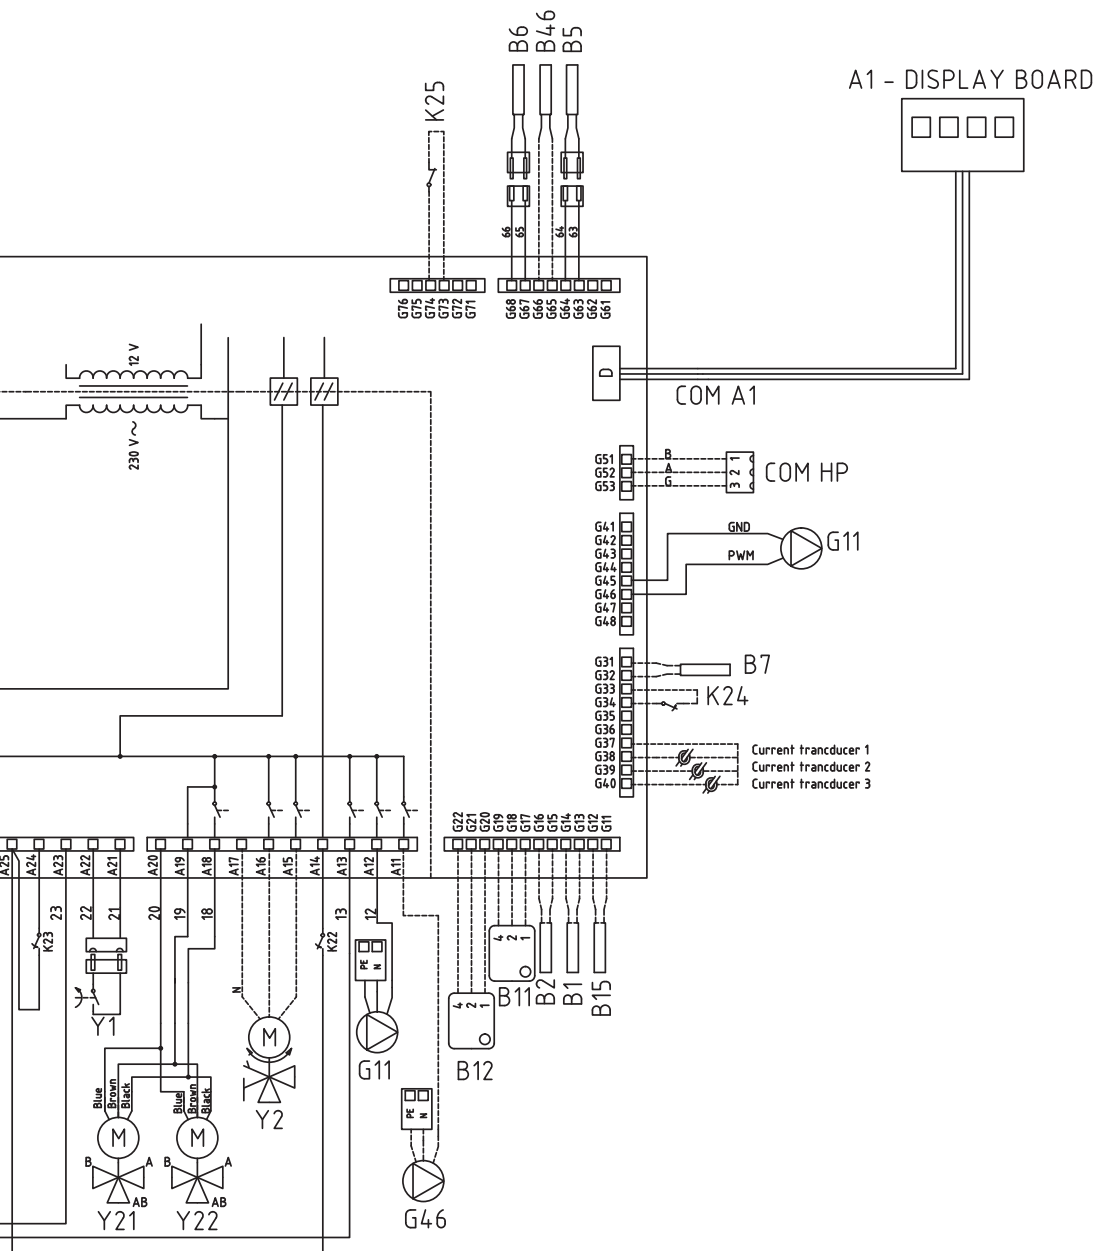 B6
B46
B5
K25
A1 - DISPLAY BOARD
66
65
64
63
G76
G75
G74
G73
G72
G71
G68
G67
G66
G65
G64
G63
G62
G61
12 V
230 V ~
//
//
D
COM A1
G51
G52
G53
B
A
G
1
2
3
COM HP
G41
G42
G43
G44
G45
G46
G47
G48
GND
PWM
G11
G31
G32
G33
G34
G35
G36
G37
G38
G39
G40
B7
K24
Current trancducer 1
Current trancducer 2
Current trancducer 3
G22
G21
G20
G19
G18
G17
G16
G15
G14
G13
G12
G11
A25
A24
A23
A22
A21
A20
A19
A18
A17
A16
A15
A14
A13
A12
A11
23
22
21
20
19
18
13
12
K23
K22
Y1
N
M
Y2
PE
N
G11
4
2
1
B11
B2
B1
B15
4
2
1
B12
Blue
Brown
Black
Blue
Brown
Black
M
M
B
A
AB
B
A
AB
Y21
Y22
PE
N
G46